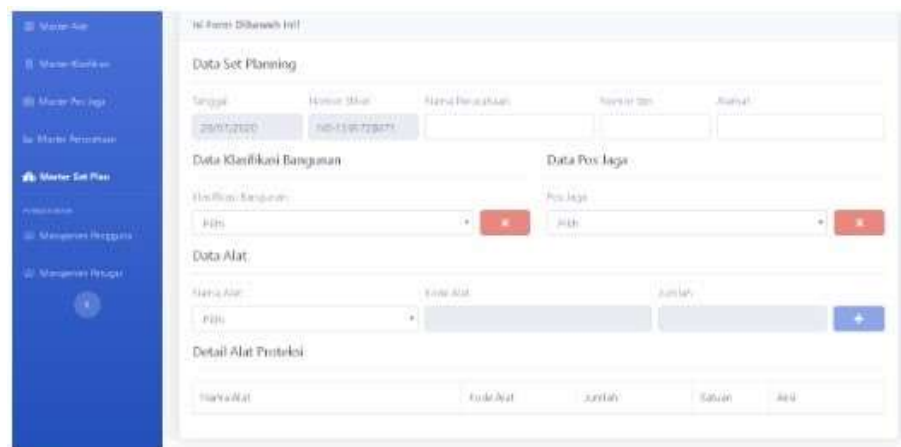 Master Alat
Master Klasifikasi
Master Pos Jaga
Master Perusahaan
Master Set Plan
Manajemen Pengguna
Manajemen Petugas
Isi Form Dibawah Ini!
Data Set Planning
Tanggal Nama Perusahaan Nomor Alamat
20/07/2020
Data Klasifikasi Bangunan Data Pos Jaga
Klasifikasi Bangunan Pos Jaga
Pilih Pilih
Data Alat
Nama Alat Kode Alat Jumlah
Pilih
Detail Alat Proteksi
Nama Alat Kode Alat Jumlah Satuan Aksi